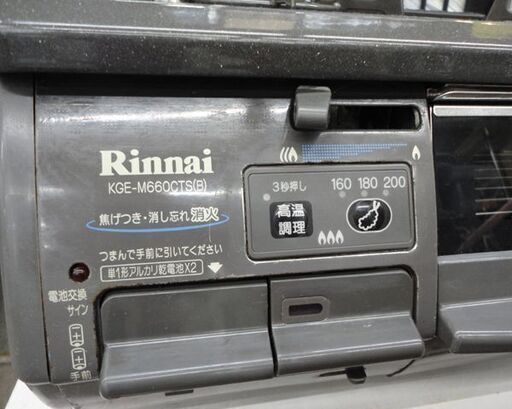 Rinnai
KGE-M660CTS(B)
焦げつき・消し忘れ 消火
つまんで手前に引いてください
単1形アルカリ乾電池X2
電池交換
サイン
手前
3秒押し
160 180 200
高温
調理